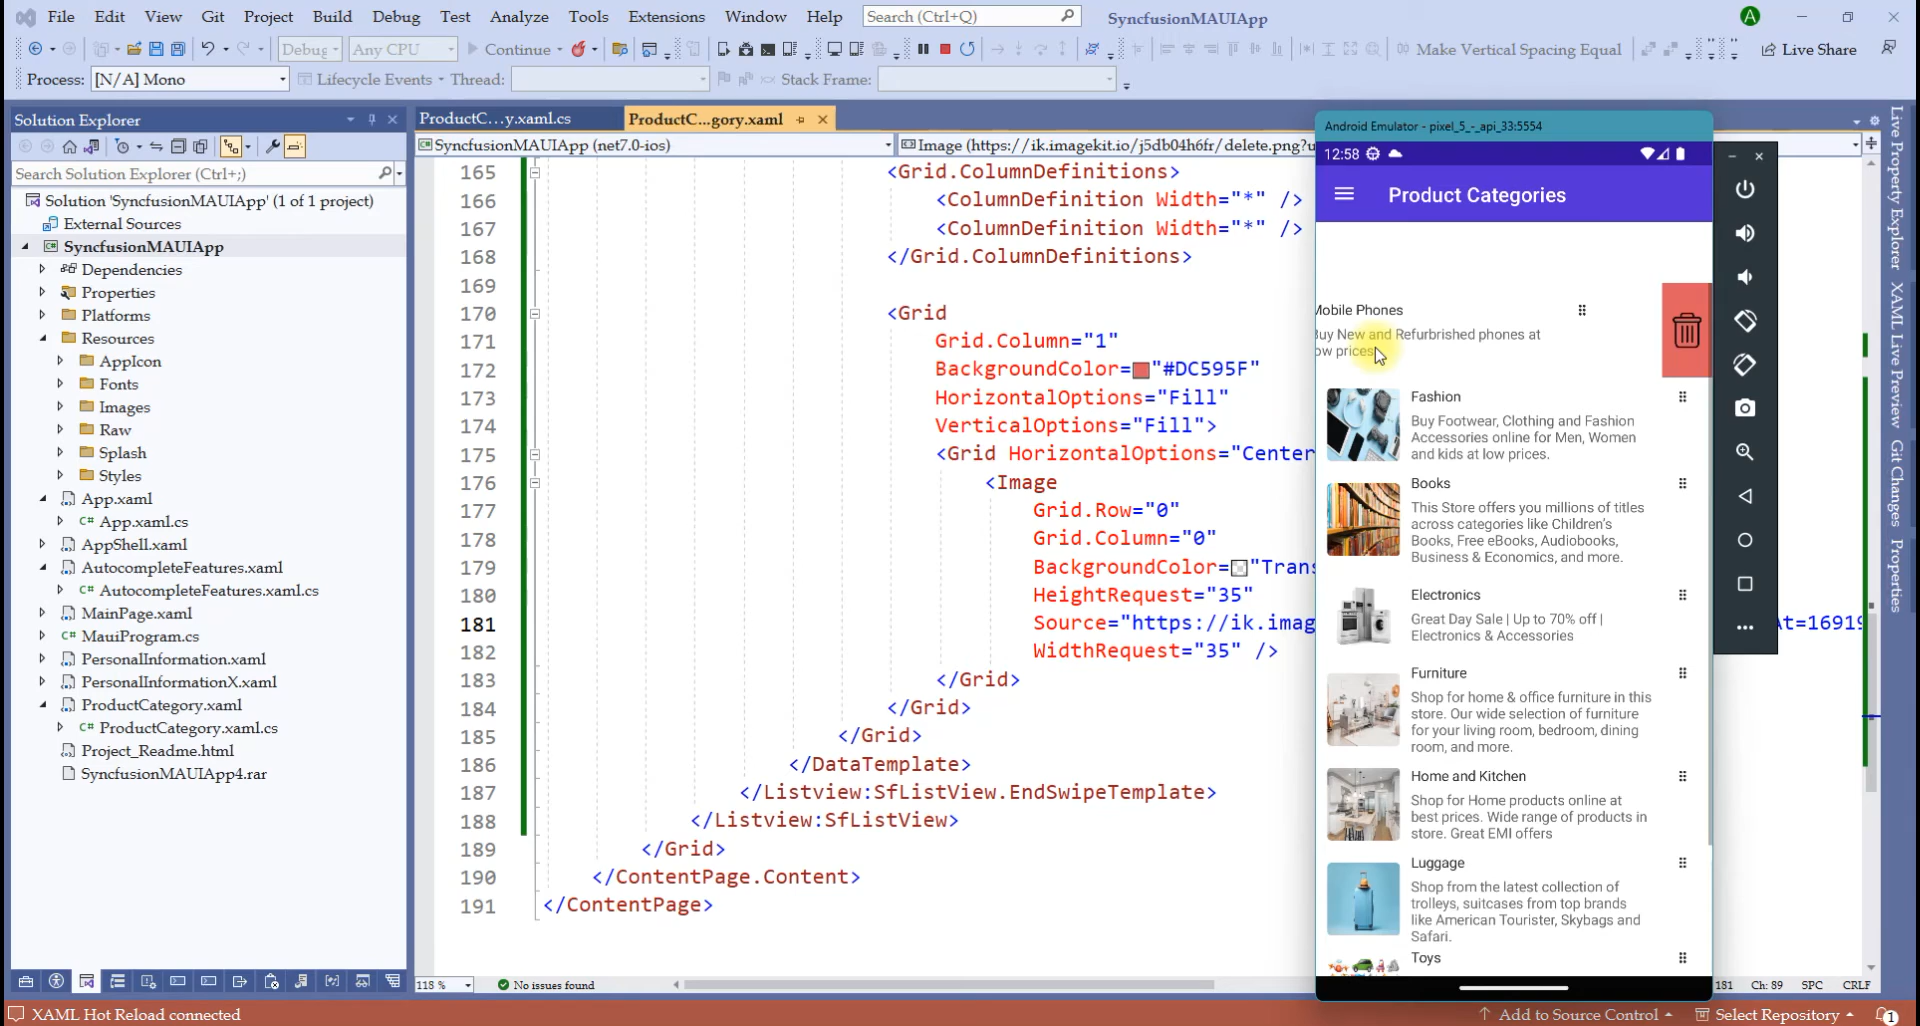 File Edit View Git Project Build Debug Test Analyze Tools Extensions Window Help Search (Ctrl+Q) SyncfusionMAUIApp A
Debug Any CPU Continue Make Vertical Spacing Equal Live Share
Process: [N/A] Mono Lifecycle Events Thread: Stack Frame:
Solution Explorer
Search Solution Explorer (Ctrl+;)
Solution 'SyncfusionMAUIApp' (1 of 1 project)
External Sources
SyncfusionMAUIApp
Dependencies
Properties
Platforms
Resources
AppIcon
Fonts
Images
Raw
Splash
Styles
App.xaml
C# App.xaml.cs
AppShell.xaml
AutocompleteFeatures.xaml
C# AutocompleteFeatures.xaml.cs
MainPage.xaml
C# MauiProgram.cs
PersonalInformation.xaml
PersonalInformationX.xaml
ProductCategory.xaml
C# ProductCategory.xaml.cs
Project_Readme.html
SyncfusionMAUIApp4.rar
ProductC...y.xaml.cs ProductC...gory.xaml
SyncfusionMAUIApp (net7.0-ios) Image (https://ik.imagekit.io/j5db04h6fr/delete.png?u
165 <Grid.ColumnDefinitions>
166 <ColumnDefinition Width="*" />
167 <ColumnDefinition Width="*" />
168 </Grid.ColumnDefinitions>
169
170 <Grid
171 Grid.Column="1"
172 BackgroundColor="#DC595F"
173 HorizontalOptions="Fill"
174 VerticalOptions="Fill">
175 <Grid HorizontalOptions="Center
176 <Image
177 Grid.Row="0"
178 Grid.Column="0"
179 BackgroundColor="Trans
180 HeightRequest="35"
181 Source="https://ik.imag At=16919
182 WidthRequest="35" />
183 </Grid>
184 </Grid>
185 </Grid>
186 </DataTemplate>
187 </Listview:SfListView.EndSwipeTemplate>
188 </Listview:SfListView>
189 </Grid>
190 </ContentPage.Content>
191 </ContentPage>
118 % No issues found 181 Ch: 89 SPC CRLF
Android Emulator - pixel_5_-_api_33:5554
12:58
Product Categories
Mobile Phones
Buy New and Refurbrished phones at
low prices
Fashion
Buy Footwear, Clothing and Fashion
Accessories online for Men, Women
and kids at low prices.
Books
This Store offers you millions of titles
across categories like Children's
Books, Free eBooks, Audiobooks,
Business & Economics, and more.
Electronics
Great Day Sale | Up to 70% off |
Electronics & Accessories
Furniture
Shop for home & office furniture in this
store. Our wide selection of furniture
for your living room, bedroom, dining
room, and more.
Home and Kitchen
Shop for Home products online at
best prices. Wide range of products in
store. Great EMI offers
Luggage
Shop from the latest collection of
trolleys, suitcases from top brands
like American Tourister, Skybags and
Safari.
Toys
Live Property Explorer
XAML Live Preview
Git Changes
Properties
XAML Hot Reload connected Add to Source Control Select Repository 1